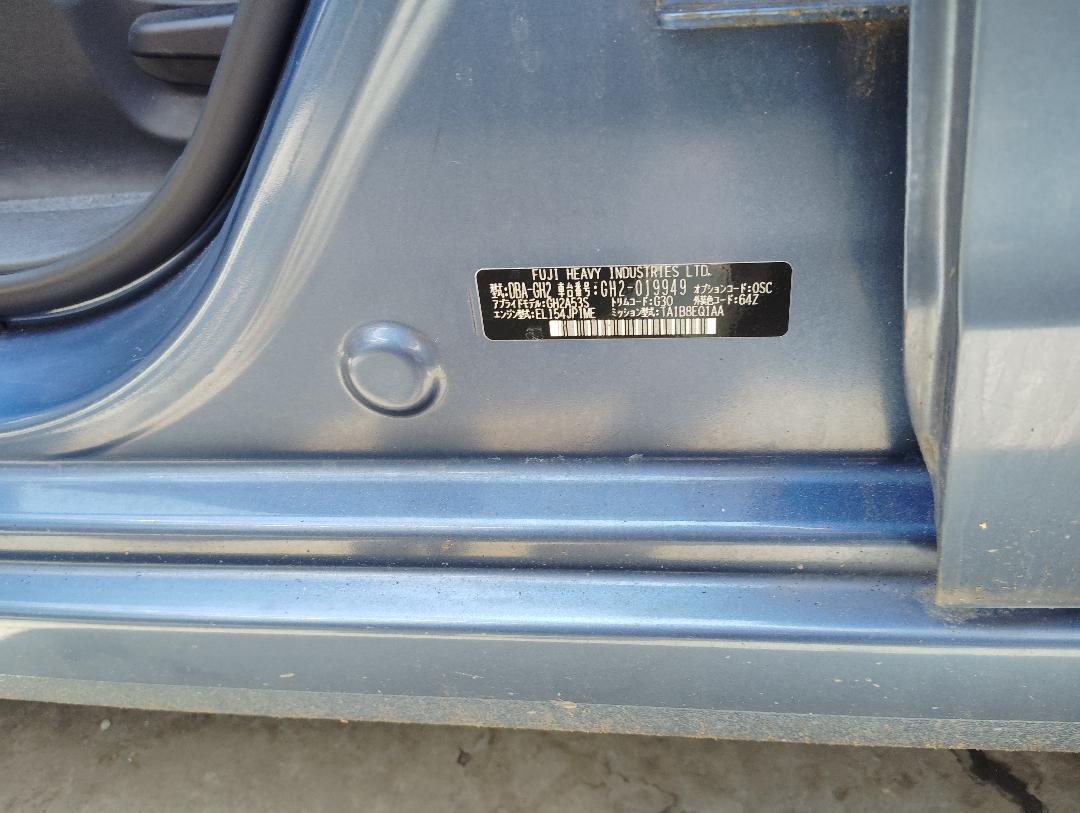 FUJI HEAVY INDUSTRIES LTD.
型式:DBA-GH2 車台番号:GH2-019949 オプションコード:OSC
アプライドモデル:GH2A53S トリムコード:G30 外装色コード:64Z
エンジン型式:EL154JP1ME ミッション型式:TA1B8EQ1AA